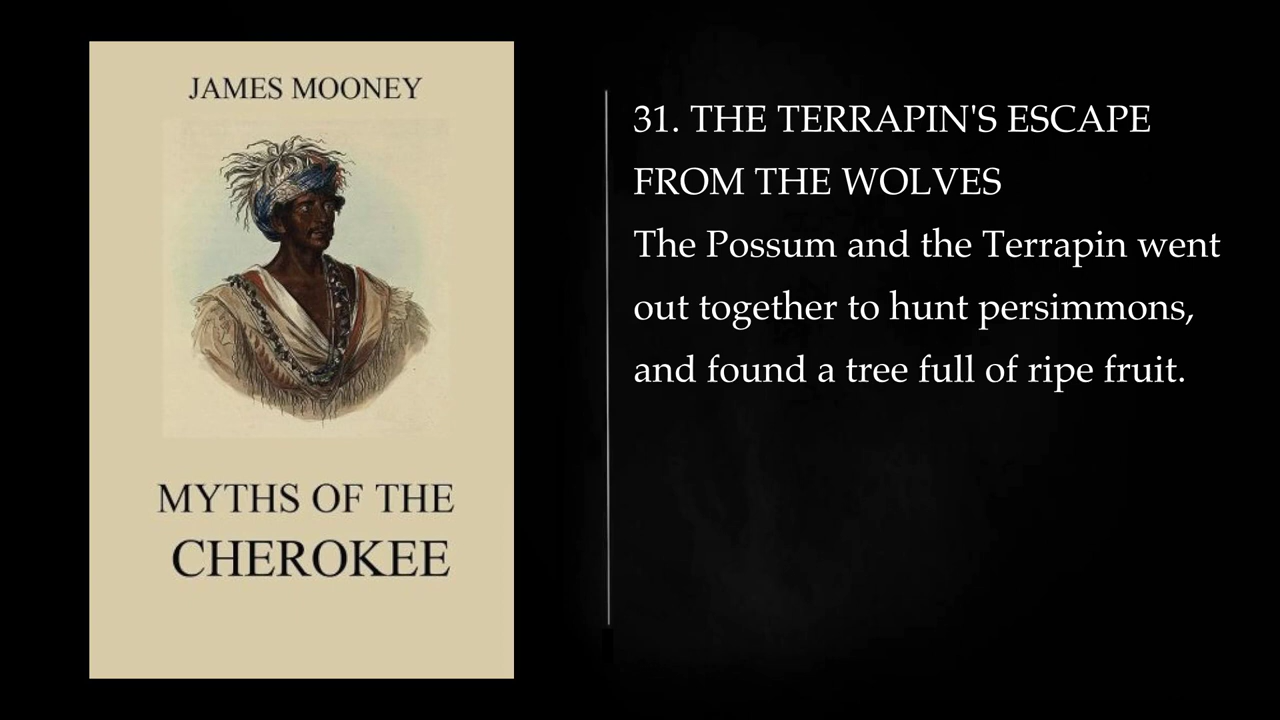 JAMES MOONEY
MYTHS OF THE
CHEROKEE
31. THE TERRAPIN'S ESCAPE
FROM THE WOLVES
The Possum and the Terrapin went
out together to hunt persimmons,
and found a tree full of ripe fruit.